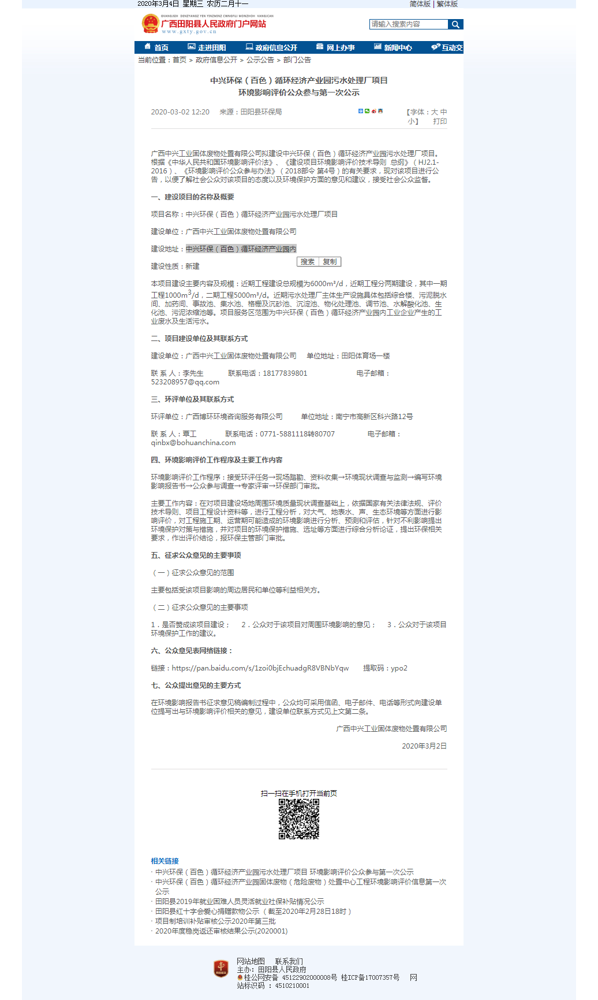 2020年3月4日 星期三 农历二月十一 简体版 | 繁体版
GVANGJSIH DENZYANGZ YEN YINZMINZ CWNGFUJ MONZHOH VANGCAN
广西田阳县人民政府门户网站
www.gxty.gov.cn
请输入搜索内容
首页 走进田阳 政府信息公开 网上办事 新闻中心 互动交
当前位置：首页 > 政府信息公开 > 公示公告 > 部门公告
中兴环保（百色）循环经济产业园污水处理厂项目
环境影响评价公众参与第一次公示
2020-03-02 12:20 来源：田阳县环保局 【字体：大 中
小】 打印
广西中兴工业固体废物处置有限公司拟建设中兴环保（百色）循环经济产业园污水处理厂项目。
根据《中华人民共和国环境影响评价法》、《建设项目环境影响评价技术导则 总纲》（HJ2.1-
2016）、《环境影响评价公众参与办法》（2018部令 第4号）的有关要求，现对该项目进行公
告，以便了解社会公众对该项目的态度以及环境保护方面的意见和建议，接受社会公众监督。
一、建设项目的名称及概要
项目名称：中兴环保（百色）循环经济产业园污水处理厂项目
建设单位：广西中兴工业固体废物处置有限公司
建设地址：中兴环保（百色）循环经济产业园内
搜索 复制
建设性质：新建
本项目建设主要内容及规模：近期工程建设总规模为6000m³/d，近期工程分两期建设，其中一期
工程1000m3/d，二期工程5000m³/d。近期污水处理厂主体生产设施具体包括综合楼、污泥脱水
间、加药间、事故池、集水池、格栅及沉砂池、沉淀池、物化处理池、调节池、水解酸化池、生
化池、污泥浓缩池等。项目服务区范围为中兴环保（百色）循环经济产业园内工业企业产生的工
业废水及生活污水。
二、项目建设单位及其联系方式
建设单位：广西中兴工业固体废物处置有限公司 单位地址：田阳体育场一楼
联 系 人：李先生 联系电话：18177839801 电子邮箱：
523208957@qq.com
三、环评单位及其联系方式
环评单位：广西博环环境咨询服务有限公司 单位地址：南宁市高新区科兴路12号
联 系 人：覃工 联系电话：0771-5881118转80707 电子邮箱：
qinbx@bohuanchina.com
四、环境影响评价工作程序及主要工作内容
环境影响评价工作程序：接受环评任务→现场踏勘、资料收集→环境现状调查与监测→编写环境
影响报告书→公众参与调查→专家评审→环保部门审批。
主要工作内容：在对项目建设场地周围环境质量现状调查基础上，依据国家有关法律法规、评价
技术导则、项目工程设计资料等，进行工程分析，对大气、地表水、声、生态环境等方面进行影
响评价，对工程施工期、运营期可能造成的环境影响进行分析、预测和评估，针对不利影响提出
环境保护对策与措施，并对项目的环境保护措施、选址等方面进行综合分析论证，提出环保相关
要求，作出评价结论，报环保主管部门审批。
五、征求公众意见的主要事项
（一）征求公众意见的范围
主要包括受该项目影响的周边居民和单位等利益相关方。
（二）征求公众意见的主要事项
1．是否赞成该项目建设； 2．公众对于该项目对周围环境影响的意见； 3．公众对于该项目
环境保护工作的建议。
六、公众意见表网络链接：
链接：https://pan.baidu.com/s/1zoi0bjEchuadgR8VBNbYqw 提取码：ypo2
七、公众提出意见的主要方式
在环境影响报告书征求意见稿编制过程中，公众均可采用信函、电子邮件、电话等形式向建设单
位提写出与环境影响评价相关的意见，建设单位联系方式见上文第二条。
广西中兴工业固体废物处置有限公司
2020年3月2日
扫一扫在手机打开当前页
相关链接
· 中兴环保（百色）循环经济产业园污水处理厂项目 环境影响评价公众参与第一次公示
· 中兴环保（百色）循环经济产业园固体废物（危险废物）处置中心工程环境影响评价信息第一次
公示
· 田阳县2019年就业困难人员灵活就业社保补贴情况公示
· 田阳县红十字会爱心捐赠款物公示 （截至2020年2月28日18时）
· 项目制培训补贴审核公示2020年第三批
· 2020年度稳岗返还审核结果公示(2020001)
网站地图 联系我们
主办：田阳县人民政府
桂公网安备 45122902000008号 桂ICP备17007357号 网
站标识码 ：4510210001